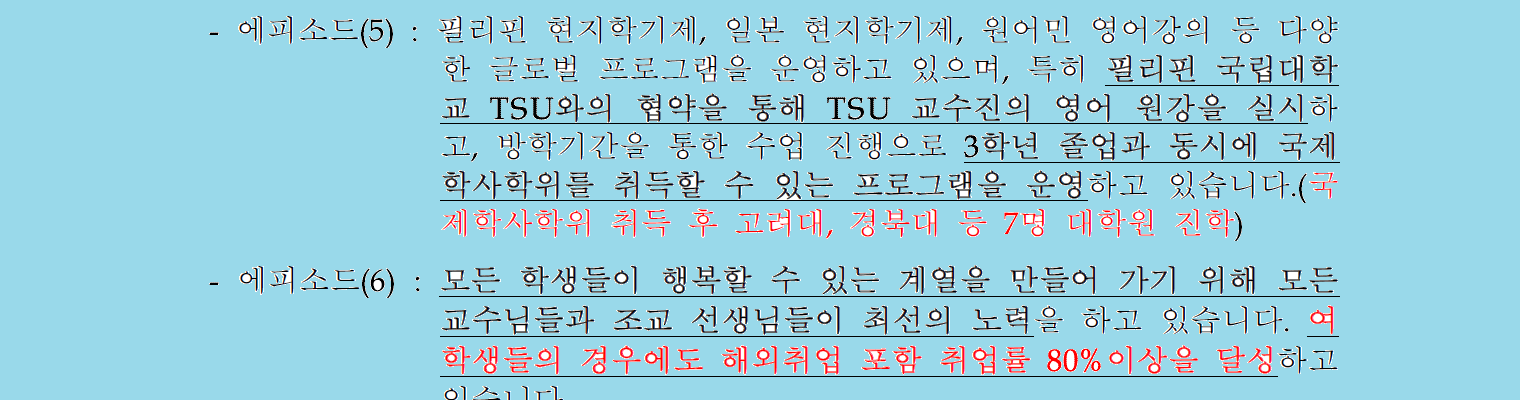 - 에피소드(5) : 필리핀 현지학기제, 일본 현지학기제, 원어민 영어강의 등 다양
한 글로벌 프로그램을 운영하고 있으며, 특히 필리핀 국립대학
교 TSU와의 협약을 통해 TSU 교수진의 영어 원강을 실시하
고, 방학기간을 통한 수업 진행으로 3학년 졸업과 동시에 국제
학사학위를 취득할 수 있는 프로그램을 운영하고 있습니다.(국
제학사학위 취득 후 고려대, 경북대 등 7명 대학원 진학)
- 에피소드(6) : 모든 학생들이 행복할 수 있는 계열을 만들어 가기 위해 모든
교수님들과 조교 선생님들이 최선의 노력을 하고 있습니다. 여
학생들의 경우에도 해외취업 포함 취업률 80%이상을 달성하고
있습니다